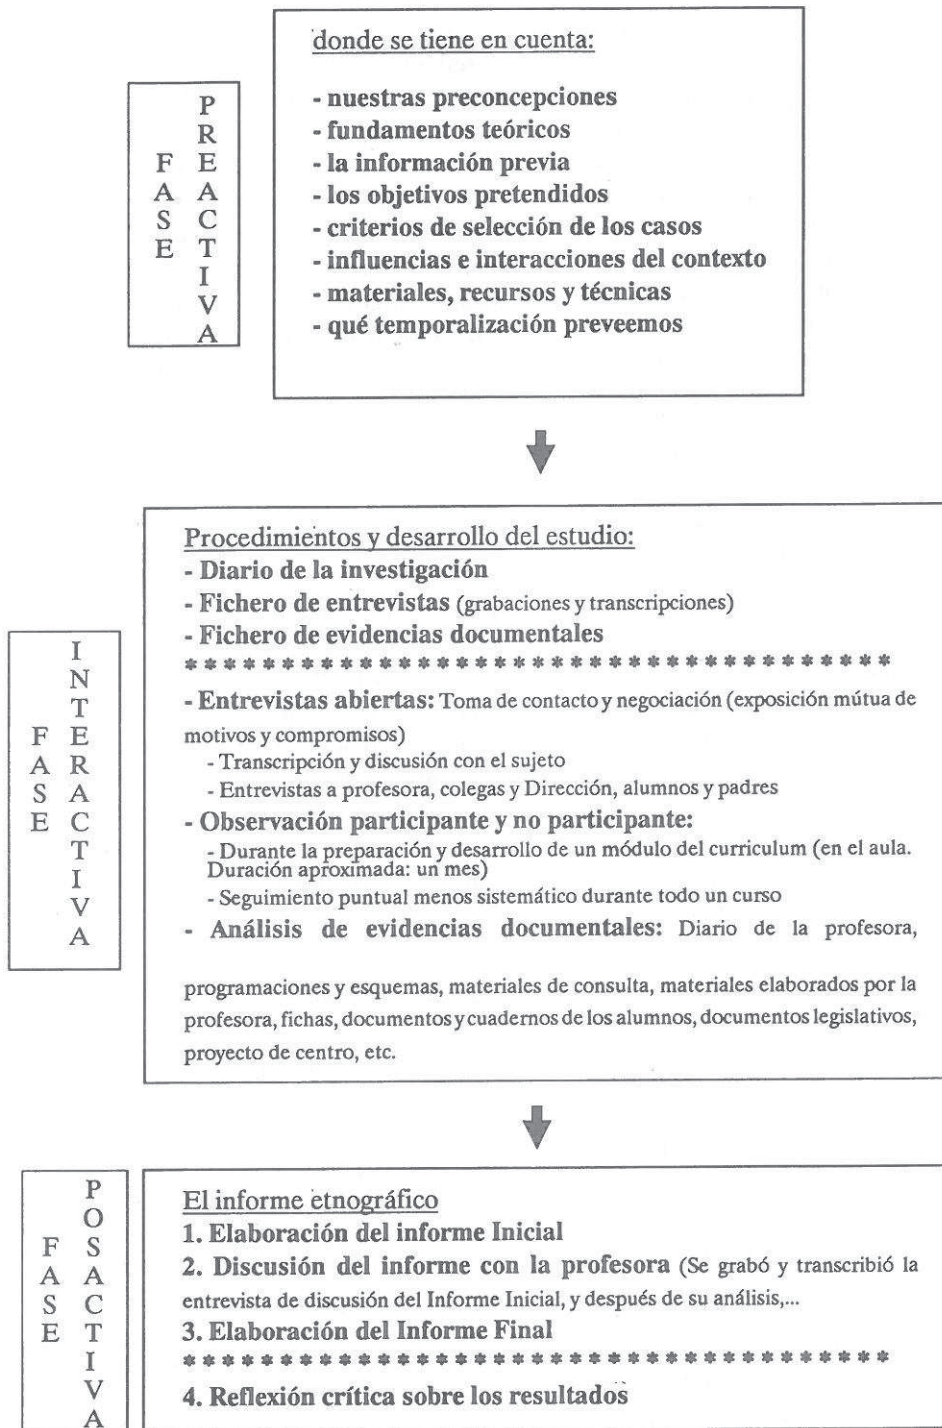 FASE PREACTIVA
donde se tiene en cuenta:
- nuestras preconcepciones
- fundamentos teóricos
- la información previa
- los objetivos pretendidos
- criterios de selección de los casos
- influencias e interacciones del contexto
- materiales, recursos y técnicas
- qué temporalización preveemos
FASE INTERACTIVA
Procedimientos y desarrollo del estudio:
- Diario de la investigación
- Fichero de entrevistas (grabaciones y transcripciones)
- Fichero de evidencias documentales
* * * * * * * * * * * * * * * * * * * * * * * * * * * * * * * * * * * * *
- Entrevistas abiertas: Toma de contacto y negociación (exposición mútua de
motivos y compromisos)
- Transcripción y discusión con el sujeto
- Entrevistas a profesora, colegas y Dirección, alumnos y padres
- Observación participante y no participante:
- Durante la preparación y desarrollo de un módulo del curriculum (en el aula.
Duración aproximada: un mes)
- Seguimiento puntual menos sistemático durante todo un curso
- Análisis de evidencias documentales: Diario de la profesora,
programaciones y esquemas, materiales de consulta, materiales elaborados por la
profesora, fichas, documentos y cuadernos de los alumnos, documentos legislativos,
proyecto de centro, etc.
FASE POSACTIVA
El informe etnográfico
1. Elaboración del informe Inicial
2. Discusión del informe con la profesora (Se grabó y transcribió la
entrevista de discusión del Informe Inicial, y después de su análisis,...
3. Elaboración del Informe Final
* * * * * * * * * * * * * * * * * * * * * * * * * * * * * * * * * * * * *
4. Reflexión crítica sobre los resultados